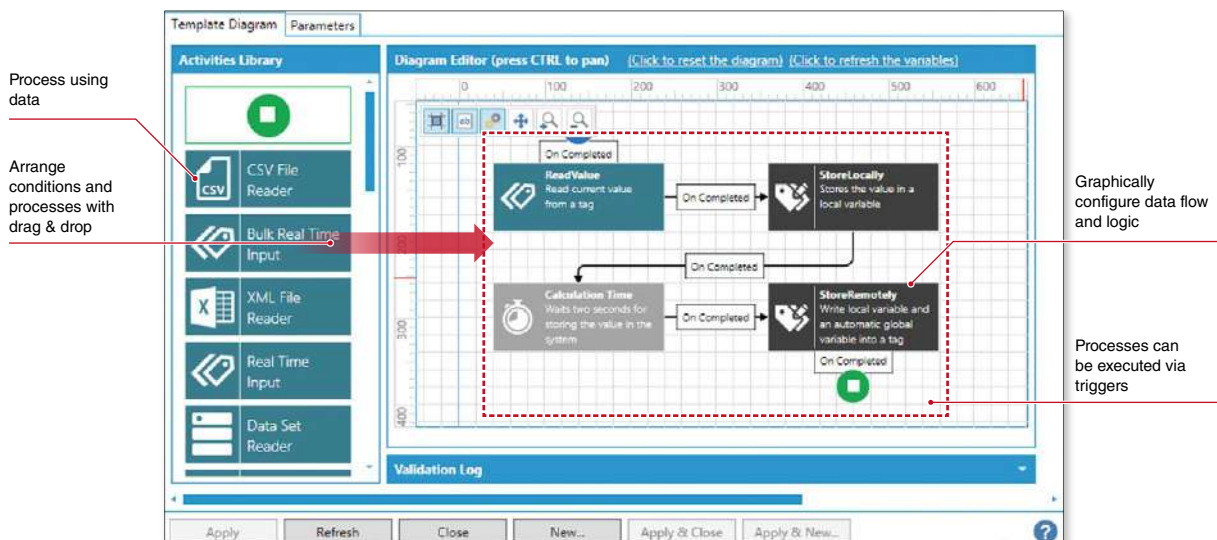 Template Diagram
Parameters
Activities Library
Diagram Editor (press CTRL to pan)
(Click to reset the diagram)
(Click to refresh the variables)
Process using
data
Arrange
conditions and
processes with
drag & drop
CSV
CSV File
Reader
Bulk Real Time
Input
X
XML File
Reader
Real Time
Input
Data Set
Reader
0
100
200
300
400
500
600
100
200
300
400
ab
On Completed
ReadValue
Read current value
from a tag
On Completed
StoreLocally
Stores the value in a
local variable
On Completed
Calculation Time
Waits two seconds for
storing the value in the
system
On Completed
StoreRemotely
Write local variable and
an automatic global
variable into a tag
On Completed
Graphically
configure data flow
and logic
Processes can
be executed via
triggers
Validation Log
Apply
Refresh
Close
New...
Apply & Close
Apply & New...
?